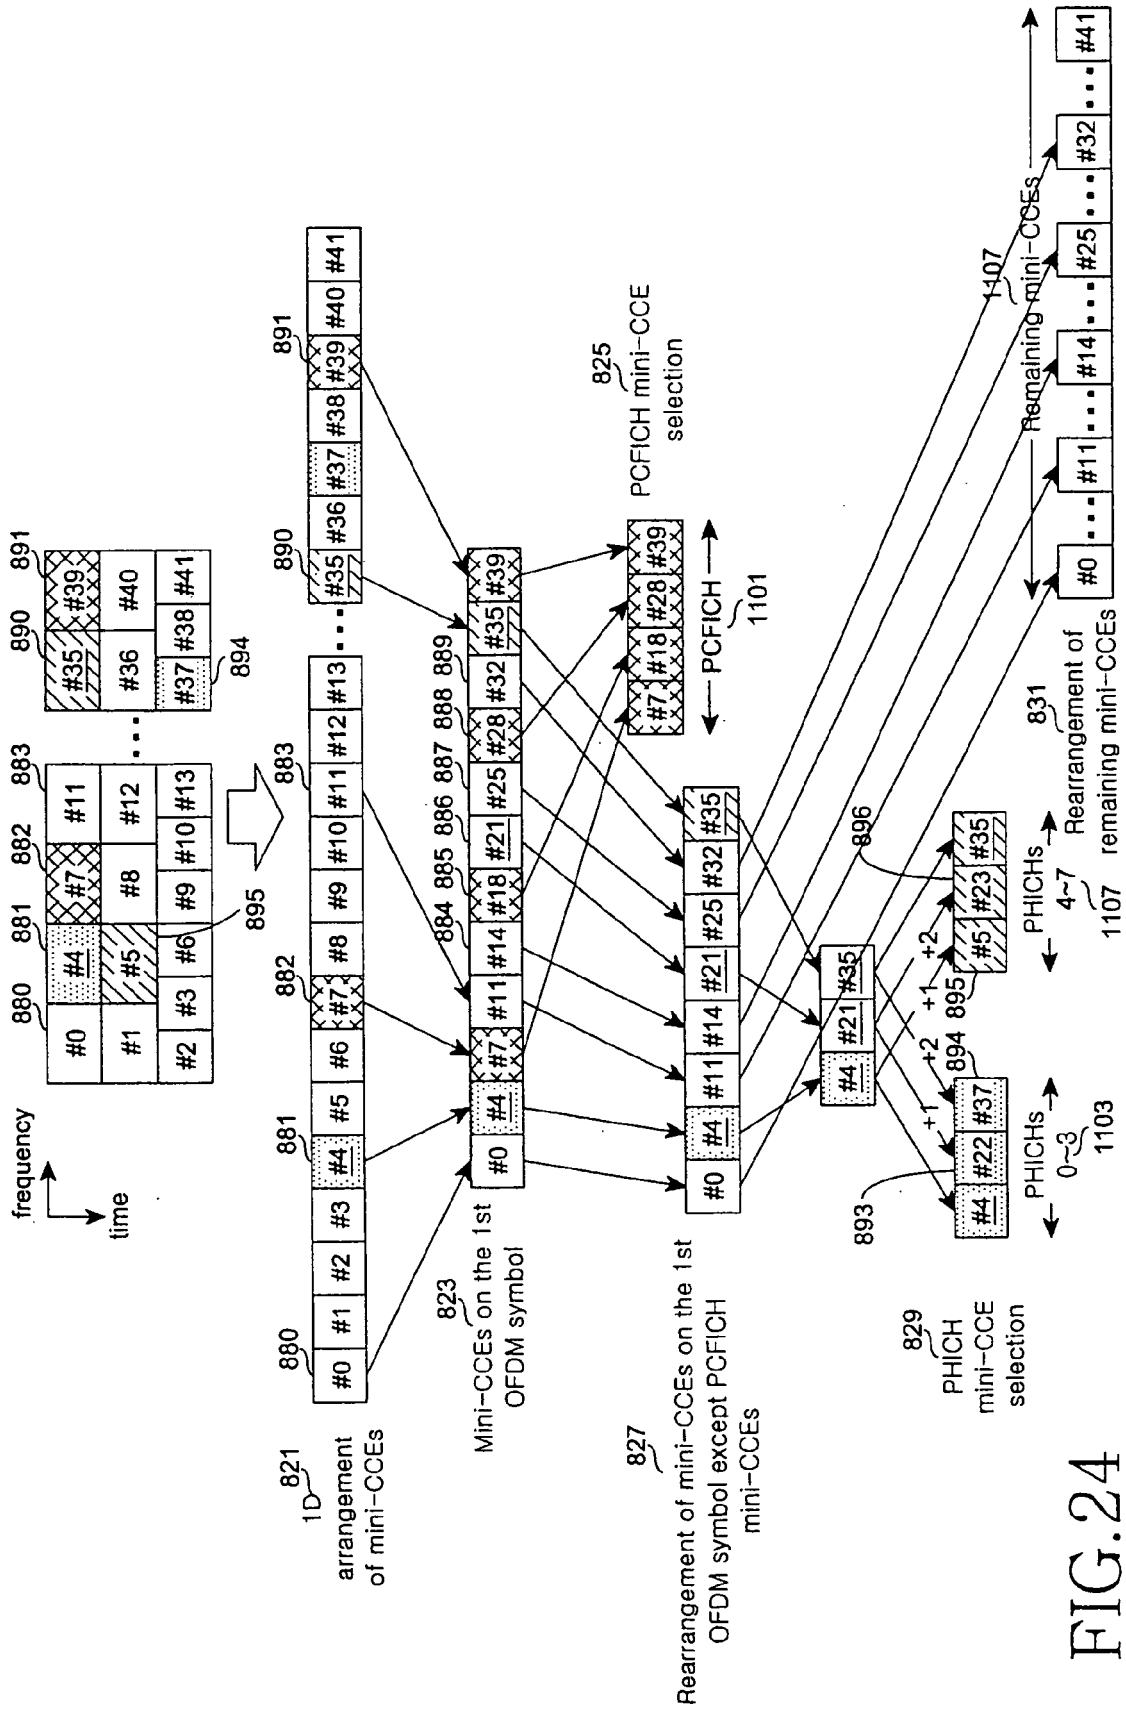 frequency
time
880 881 882 883 890 891
#0 #4 #7 #11 #35 #39
#1 #5 #8 #12 ••• #36 #40
#2 #3 #6 #9 #10 #13 #37 #38 #41
895 894
821
1D
arrangement
of mini-CCEs
880 881 882 883 890 891
#0 #1 #2 #3 #4 #5 #6 #7 #8 #9 #10 #11 #12 #13 ••• #35 #36 #37 #38 #39 #40 #41
823
Mini-CCEs on the 1st
OFDM symbol
884 885 886 887 888 889
#0 #4 #7 #11 #14 #18 #21 #25 #28 #32 #35 #39
825
PCFICH mini-CCE
selection
#7 #18 #28 #39
PCFICH
1101
827
Rearrangement of mini-CCEs on the 1st
OFDM symbol except PCFICH
mini-CCEs
#0 #4 #11 #14 #21 #25 #32 #35
#4 #21 #35
+1 +2 +1 +2
829
PHICH
mini-CCE
selection
893 894 895 896
#4 #22 #37
#5 #23 #35
PHICHs
0~3
1103
PHICHs
4~7
1107
831
Rearrangement of
remaining mini-CCEs
1107
Remaining mini-CCEs
#0 •••• #11 ••• #14 ••• #25 ••• #32 ••• #41
FIG.24